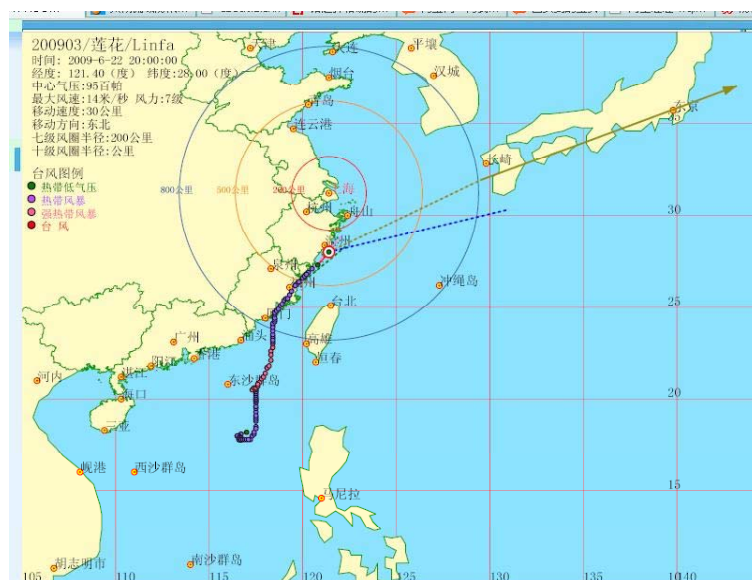 200903/莲花/Linfa
时间: 2009-6-22 20:00:00
经度: 121.40（度） 纬度:28.00（度）
中心气压:95百帕
最大风速:14米/秒 风力:7级
移动速度:30公里
移动方向:东北
七级风圈半径:200公里
十级风圈半径:公里
台风图例
热带低气压
热带风暴
强热带风暴
台 风
天津
大连
平壤
汉城
烟台
青岛
连云港
东京
35
长崎
800公里
500公里
200公里
上海
杭州
舟山
30
温州
泉州
福州
冲绳岛
厦门
台北
25
广州
汕头
香港
阳江
湛江
高雄
恒春
河内
海口
东沙群岛
20
三亚
岘港
西沙群岛
15
马尼拉
胡志明市
南沙群岛
105
110
115
120
125
130
135
10
140